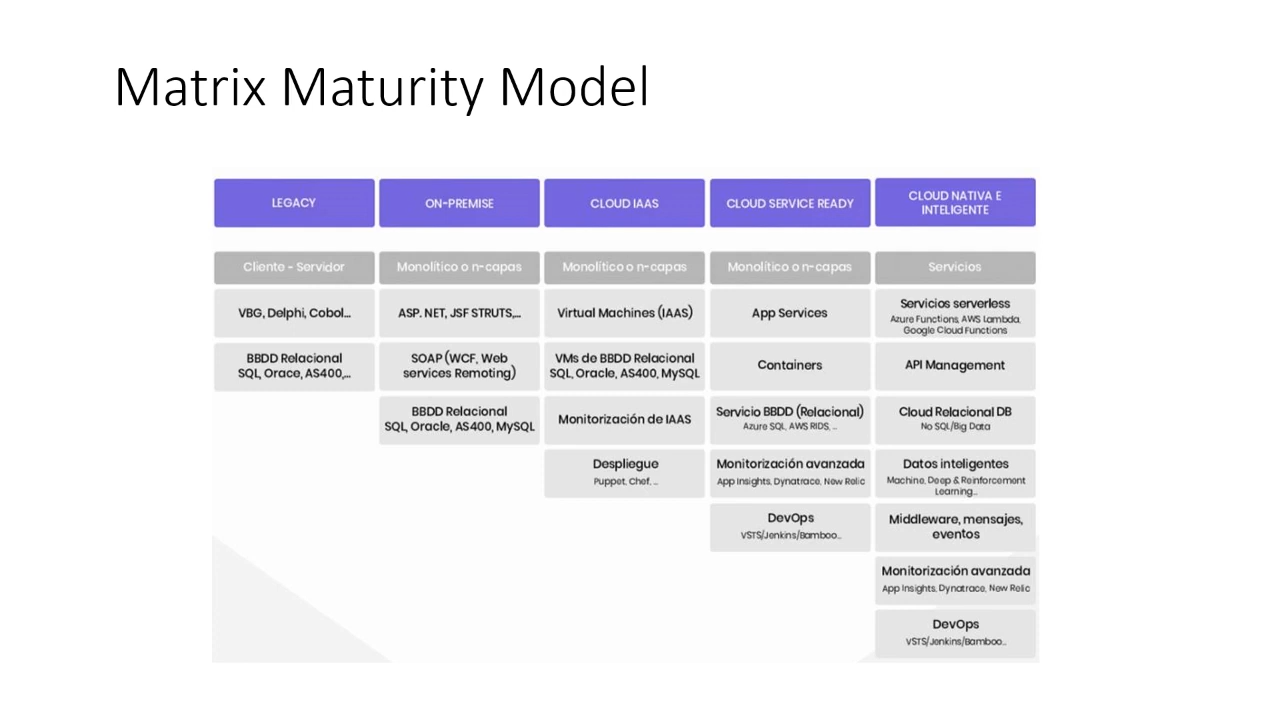 Matrix Maturity Model
LEGACY
ON-PREMISE
CLOUD IAAS
CLOUD SERVICE READY
CLOUD NATIVA E
INTELIGENTE
Cliente - Servidor
Monolítico o n-capas
Monolítico o n-capas
Monolítico o n-capas
Servicios
VBG, Delphi, Cobol...
ASP. NET, JSF STRUTS,...
Virtual Machines (IAAS)
App Services
Servicios serverless
Azure Functions, AWS Lambda,
Google Cloud Functions
BBDD Relacional
SQL, Orace, AS400,...
SOAP (WCF, Web
services Remoting)
VMs de BBDD Relacional
SQL, Oracle, AS400, MySQL
Containers
API Management
BBDD Relacional
SQL, Oracle, AS400, MySQL
Monitorización de IAAS
Servicio BBDD (Relacional)
Azure SQL, AWS RIDS, ...
Cloud Relacional DB
No SQL/Big Data
Despliegue
Puppet, Chef, ...
Monitorización avanzada
App Insights, Dynatrace, New Relic
Datos inteligentes
Machine, Deep & Reinforcement
Learning...
DevOps
VSTS/Jenkins/Bamboo...
Middleware, mensajes,
eventos
Monitorización avanzada
App Insights, Dynatrace, New Relic
DevOps
VSTS/Jenkins/Bamboo...